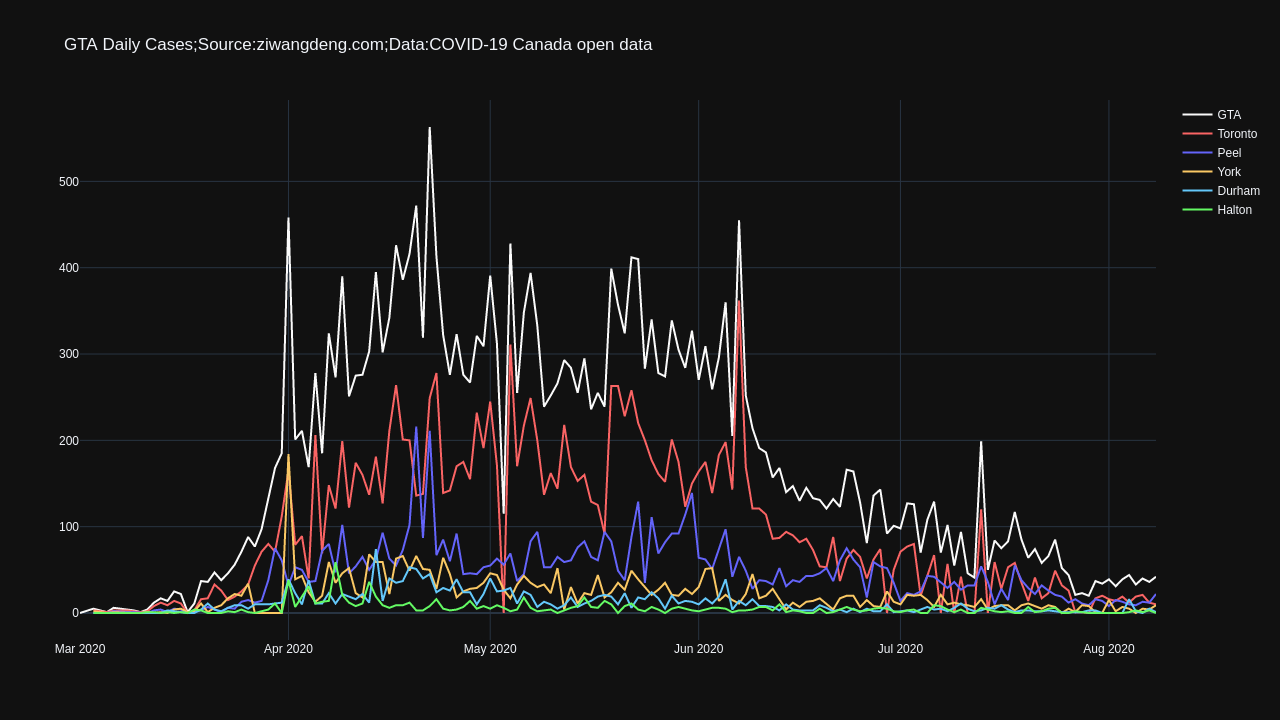 GTA Daily Cases;Source:ziwangdeng.com;Data:COVID-19 Canada open data
GTA
Toronto
Peel
York
Durham
Halton
500
400
300
200
100
0
Mar 2020
Apr 2020
May 2020
Jun 2020
Jul 2020
Aug 2020